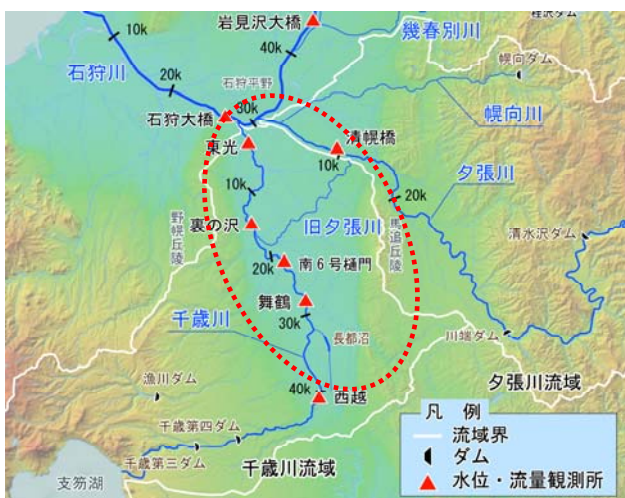 岩見沢大橋
桂沢ダム
幾春別川
10k
40k
石狩川
幌向ダム
20k
石狩平野
幌向川
石狩大橋
30k
清幌橋
東光
10k
夕張川
10k
20k
野幌丘陵
裏の沢
旧夕張川
馬追丘陵
清水沢ダム
20k
南6号樋門
舞鶴
30k
千歳川
長都沼
川端ダム
漁川ダム
40k
西越
夕張川流域
千歳第四ダム
千歳第三ダム
千歳川流域
支笏湖
凡 例
流域界
ダム
水位・流量観測所